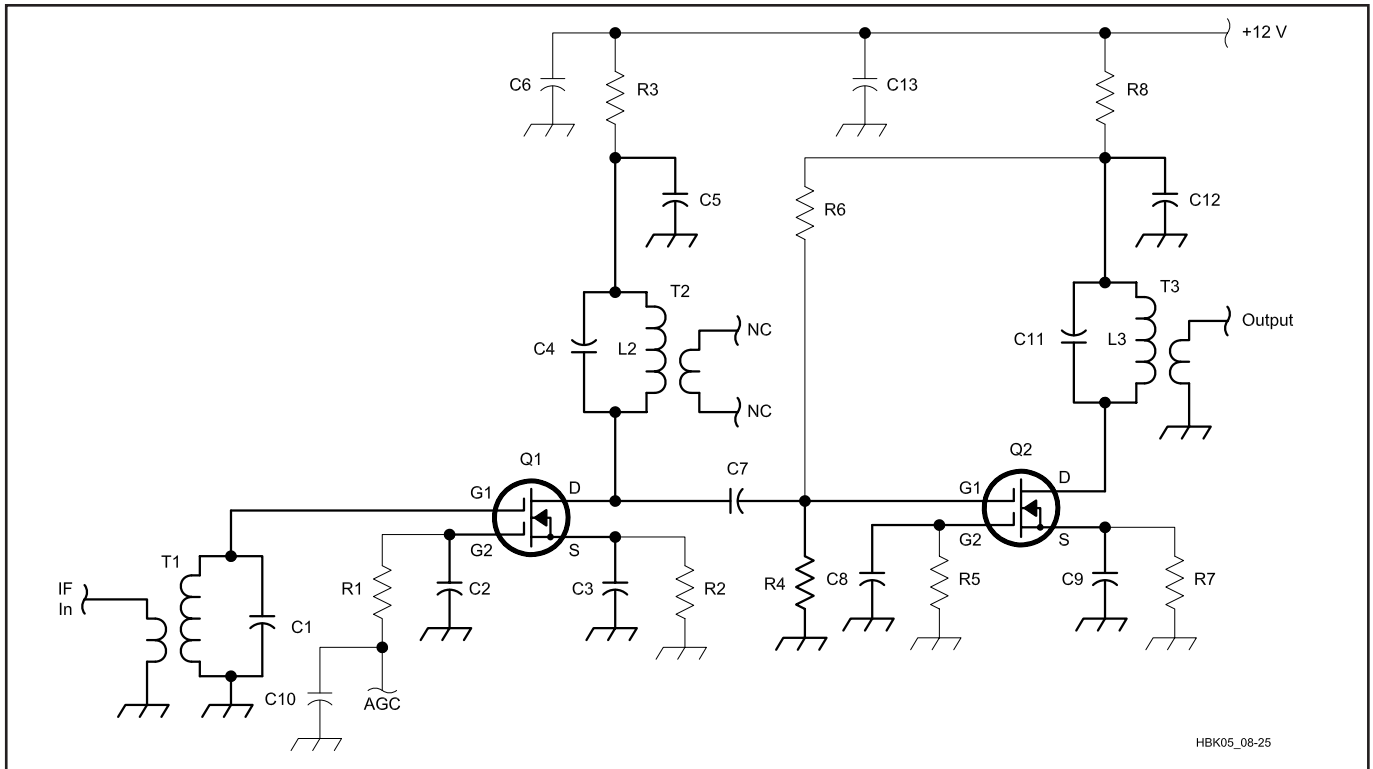 +12 V
C6
R3
C13
R8
C5
R6
C12
T2
T3
NC
Output
C4
L2
C11
L3
NC
Q1
C7
Q2
G1
D
G1
D
G2
S
G2
S
T1
IF
In
R1
C2
C3
R2
R4
C8
R5
C9
R7
C1
C10
AGC
HBK05_08-25